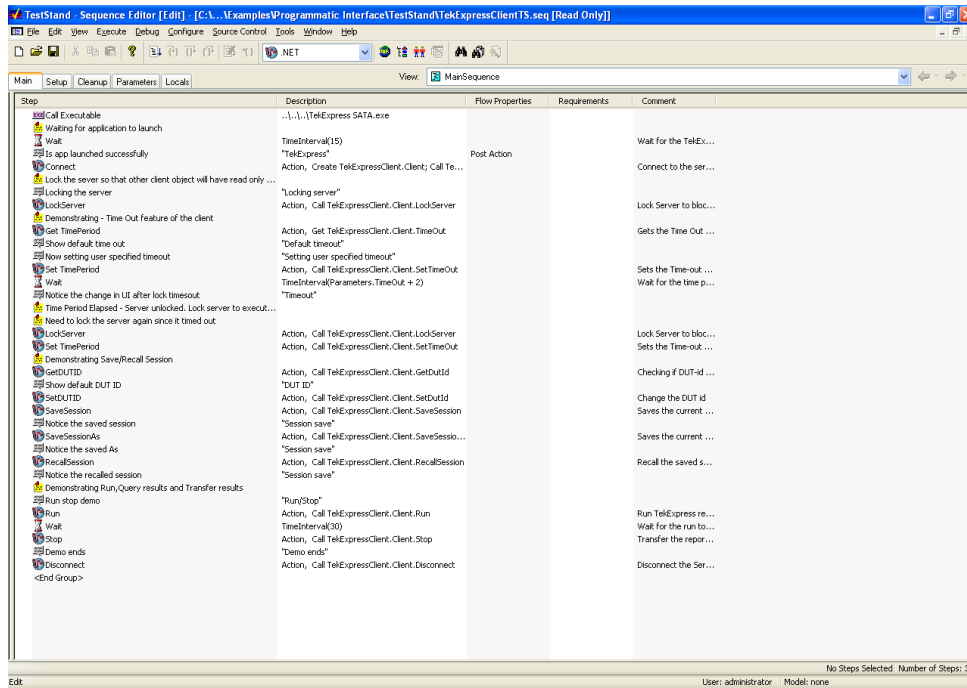 TestStand - Sequence Editor [Edit] - [C:\...\Examples\Programmatic Interface\TestStand\TekExpressClientTS.seq [Read Only]]
File Edit View Execute Debug Configure Source Control Tools Window Help
.NET
Main Setup Cleanup Parameters Locals View: MainSequence
Step Description Flow Properties Requirements Comment
Call Executable ..\..\..\TekExpress SATA.exe
Waiting for application to launch
Wait TimeInterval(15) Wait for the TekEx...
Is app launched successfully "TekExpress" Post Action
Connect Action, Create TekExpressClient.Client; Call Te... Connect to the ser...
Lock the sever so that other client object will have read only ...
Locking the server "Locking server"
LockServer Action, Call TekExpressClient.Client.LockServer Lock Server to bloc...
Demonstrating - Time Out feature of the client
Get TimePeriod Action, Get TekExpressClient.Client.TimeOut Gets the Time Out ...
Show default time out "Default timeout"
Now setting user specified timeout "Setting user specified timeout"
Set TimePeriod Action, Call TekExpressClient.Client.SetTimeOut Sets the Time-out ...
Wait TimeInterval(Parameters.TimeOut + 2) Wait for the time p...
Notice the change in UI after lock timesout "Timeout"
Time Period Elapsed - Server unlocked. Lock server to execut...
Need to lock the server again since it timed out
LockServer Action, Call TekExpressClient.Client.LockServer Lock Server to bloc...
Set TimePeriod Action, Call TekExpressClient.Client.SetTimeOut Sets the Time-out ...
Demonstrating Save/Recall Session
GetDUTID Action, Call TekExpressClient.Client.GetDutId Checking if DUT-id ...
Show default DUT ID "DUT ID"
SetDUTID Action, Call TekExpressClient.Client.SetDutId Change the DUT id
SaveSession Action, Call TekExpressClient.Client.SaveSession Saves the current ...
Notice the saved session "Session save"
SaveSessionAs Action, Call TekExpressClient.Client.SaveSessio... Saves the current ...
Notice the saved As "Session save"
RecallSession Action, Call TekExpressClient.Client.RecallSession Recall the saved s...
Notice the recalled session "Session save"
Demonstrating Run,Query results and Transfer results
Run stop demo "Run/Stop"
Run Action, Call TekExpressClient.Client.Run Run TekExpress re...
Wait TimeInterval(30) Wait for the run to...
Stop Action, Call TekExpressClient.Client.Stop Transfer the repor...
Demo ends "Demo ends"
Disconnect Action, Call TekExpressClient.Client.Disconnect Disconnect the Ser...
<End Group>
No Steps Selected Number of Steps: 3
Edit User: administrator Model: none